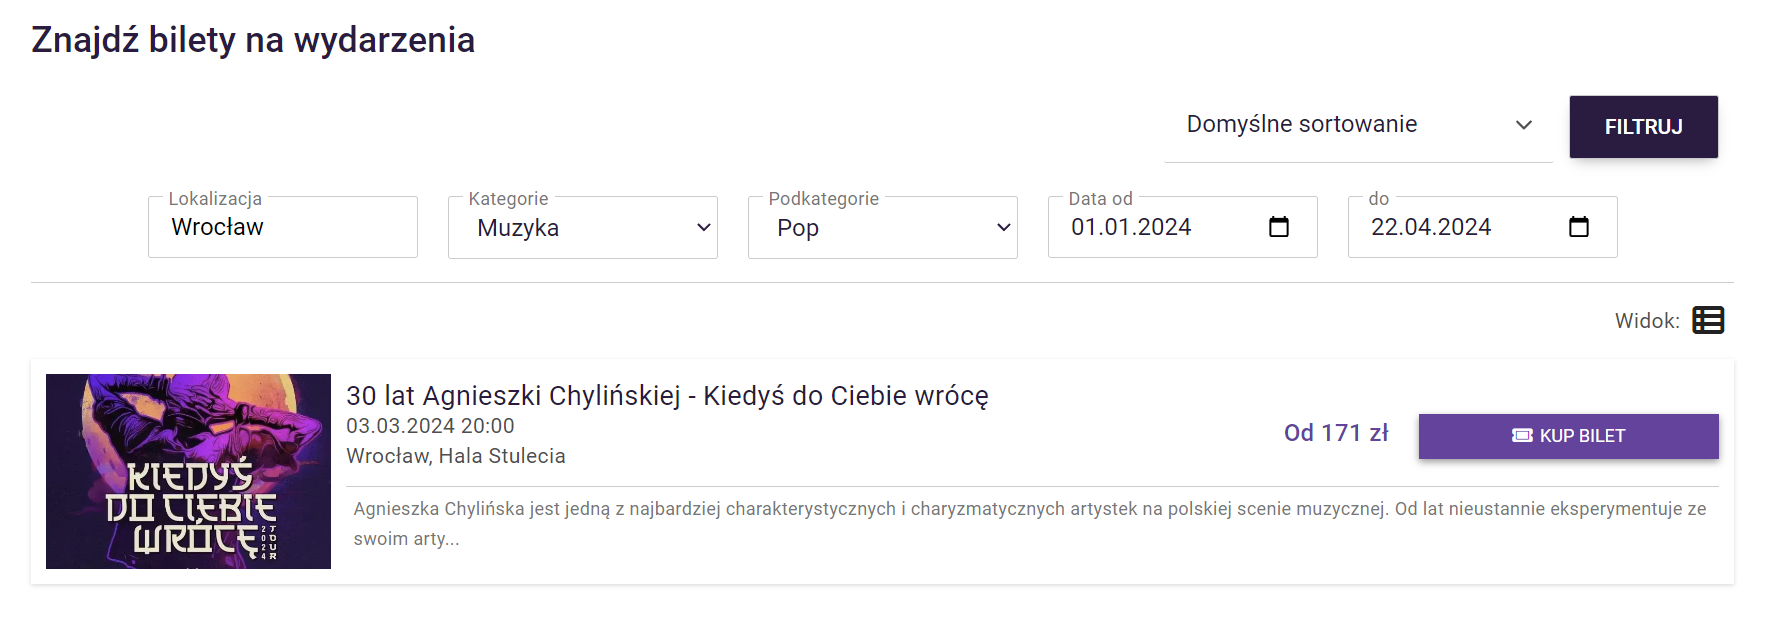 Znajdź bilety na wydarzenia
Domyślne sortowanie
FILTRUJ
Lokalizacja
Wrocław
Kategorie
Muzyka
Podkategorie
Pop
Data od
01.01.2024
do
22.04.2024
Widok:
KIEDYŚ
DO CIEBIE
WRÓCĘ
TOUR
2024
30 lat Agnieszki Chylińskiej - Kiedyś do Ciebie wrócę
03.03.2024 20:00
Wrocław, Hala Stulecia
Od 171 zł
KUP BILET
Agnieszka Chylińska jest jedną z najbardziej charakterystycznych i charyzmatycznych artystek na polskiej scenie muzycznej. Od lat nieustannie eksperymentuje ze
swoim arty...